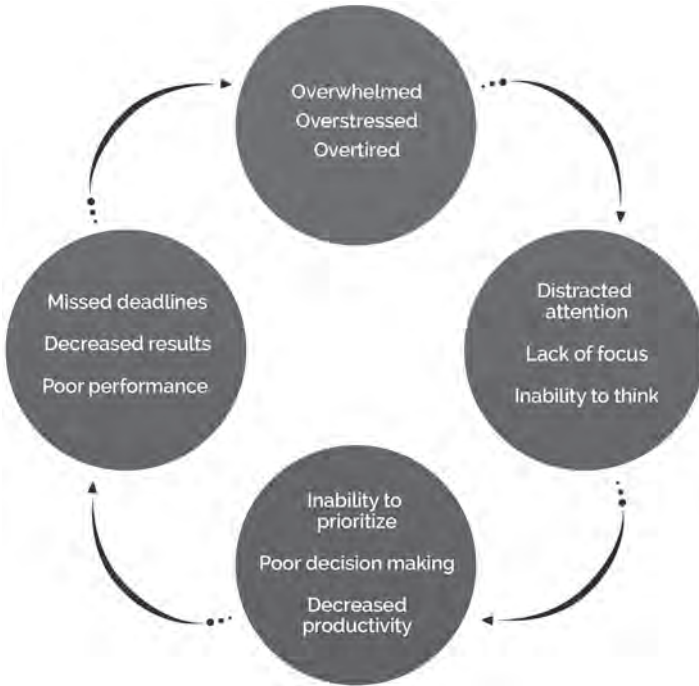 Overwhelmed
Overstressed
Overtired
Distracted
attention
Lack of focus
Inability to think
Inability to
prioritize
Poor decision making
Decreased
productivity
Missed deadlines
Decreased results
Poor performance